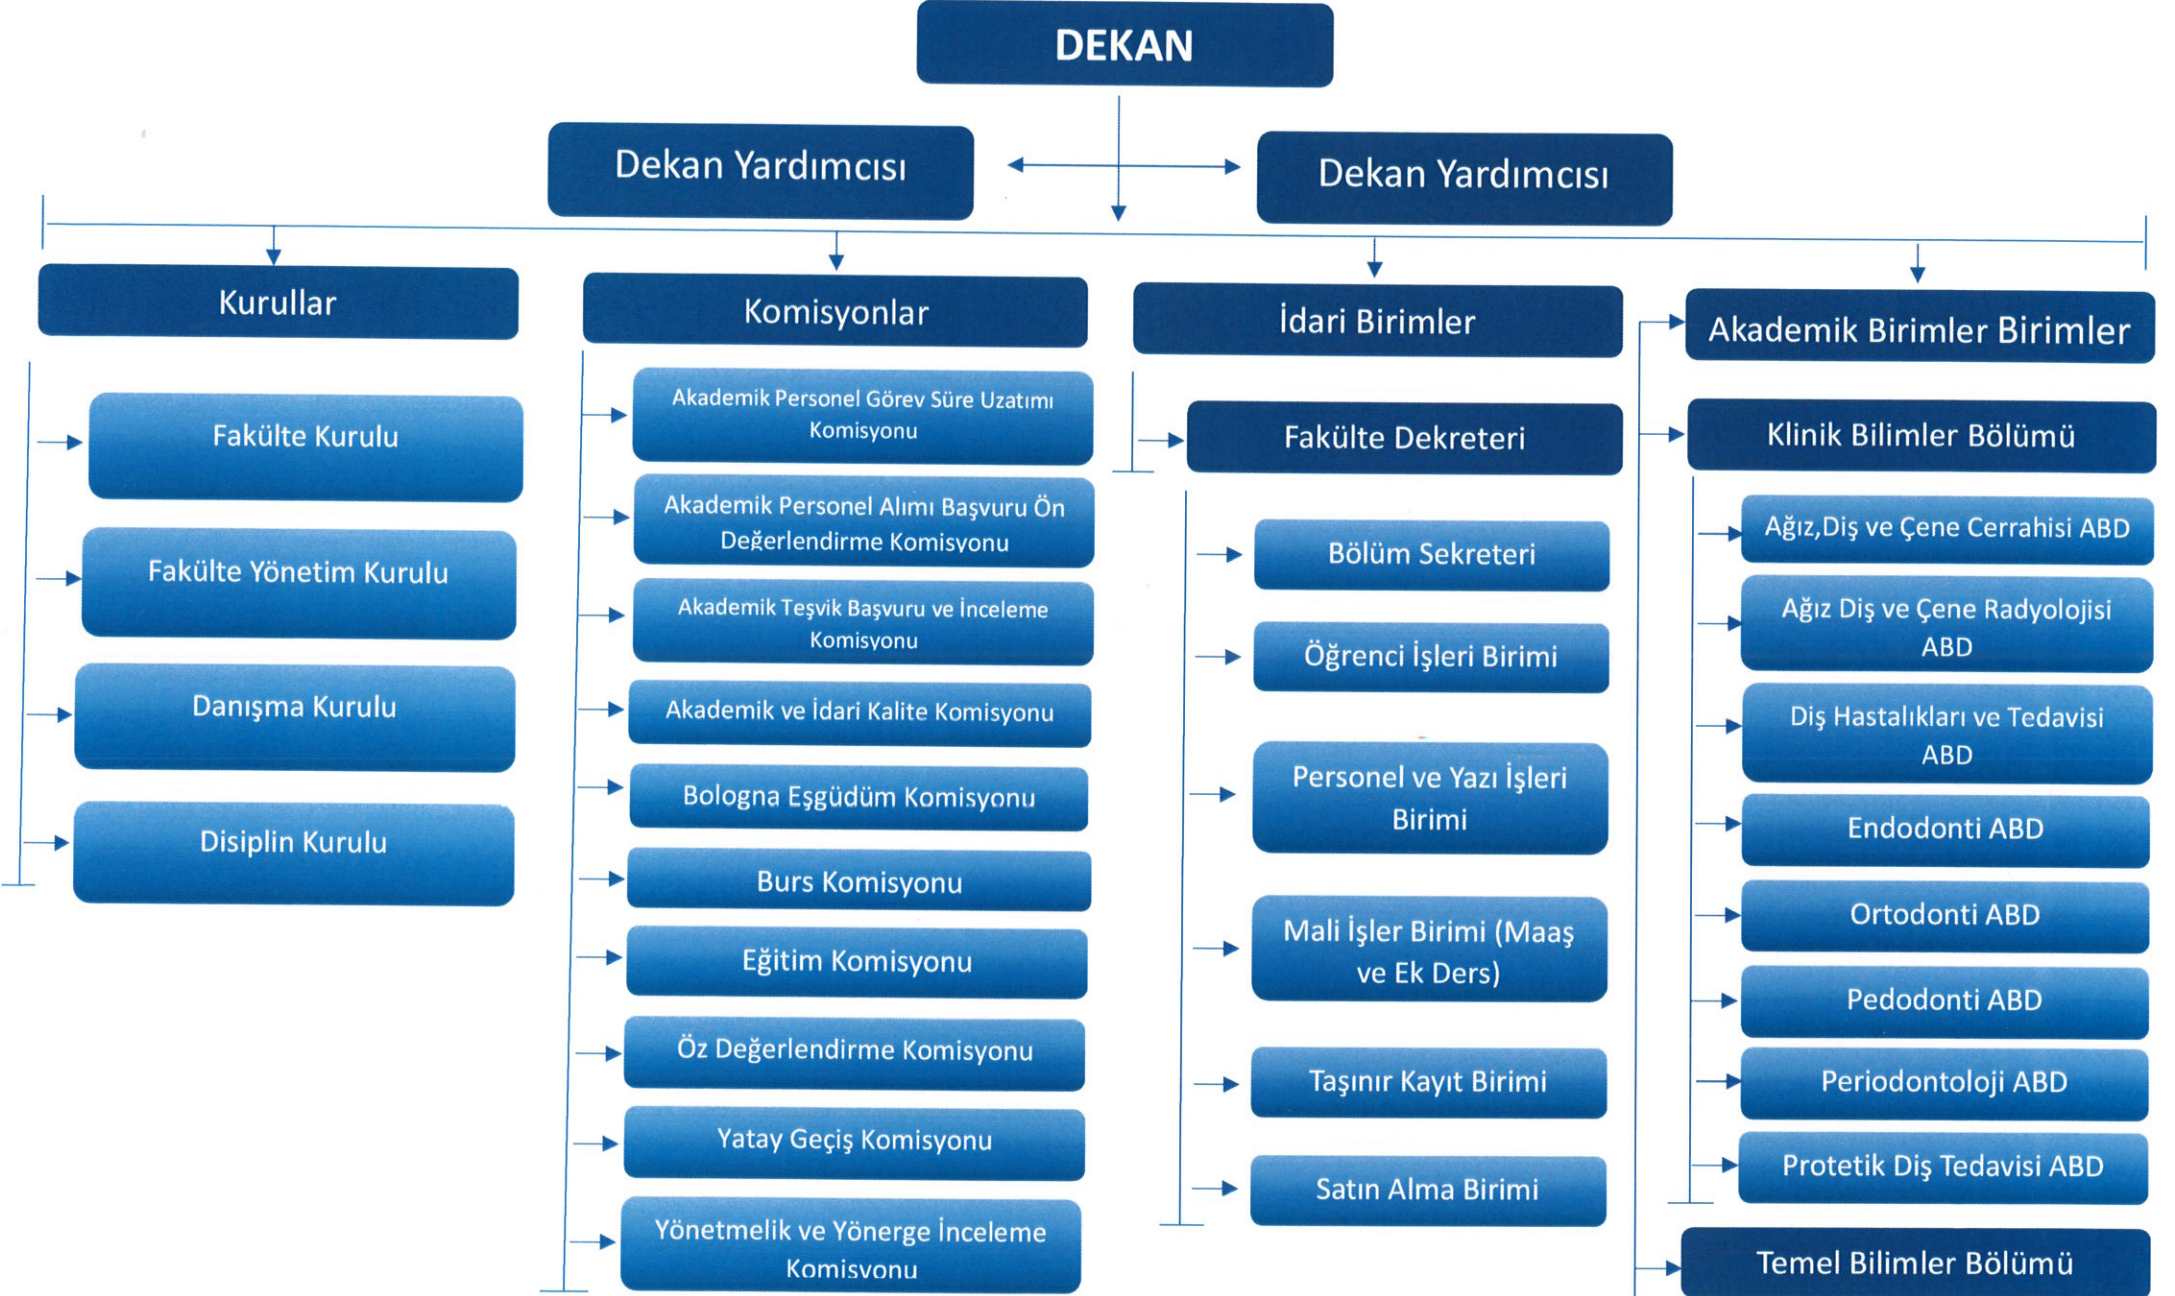 DEKAN
Dekan Yardımcısı
Dekan Yardımcısı
Kurullar
Fakülte Kurulu
Fakülte Yönetim Kurulu
Danışma Kurulu
Disiplin Kurulu
Komisyonlar
Akademik Personel Görev Süre Uzatımı
Komisyonu
Akademik Personel Alımı Başvuru Ön
Değerlendirme Komisyonu
Akademik Teşvik Başvuru ve İnceleme
Komisyonu
Akademik ve İdari Kalite Komisyonu
Bologna Eşgüdüm Komisyonu
Burs Komisyonu
Eğitim Komisyonu
Öz Değerlendirme Komisyonu
Yatay Geçiş Komisyonu
Yönetmelik ve Yönerge İnceleme
Komisyonu
İdari Birimler
Fakülte Dekreteri
Bölüm Sekreteri
Öğrenci İşleri Birimi
Personel ve Yazı İşleri
Birimi
Mali İşler Birimi (Maaş
ve Ek Ders)
Taşınır Kayıt Birimi
Satın Alma Birimi
Akademik Birimler Birimler
Klinik Bilimler Bölümü
Ağız,Diş ve Çene Cerrahisi ABD
Ağız Diş ve Çene Radyolojisi
ABD
Diş Hastalıkları ve Tedavisi
ABD
Endodonti ABD
Ortodonti ABD
Pedodonti ABD
Periodontoloji ABD
Protetik Diş Tedavisi ABD
Temel Bilimler Bölümü